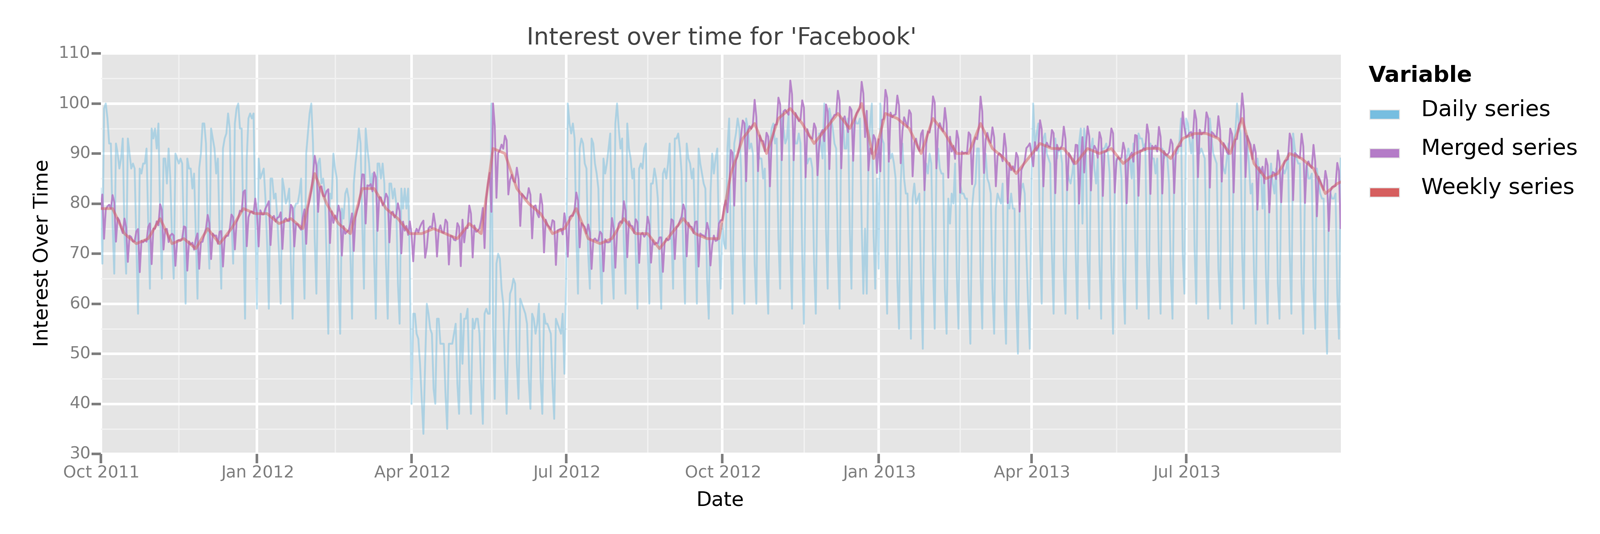 Interest over time for 'Facebook'
Interest Over Time
110
100
90
80
70
60
50
40
30
Oct 2011
Jan 2012
Apr 2012
Jul 2012
Oct 2012
Jan 2013
Apr 2013
Jul 2013
Date
Variable
Daily series
Merged series
Weekly series